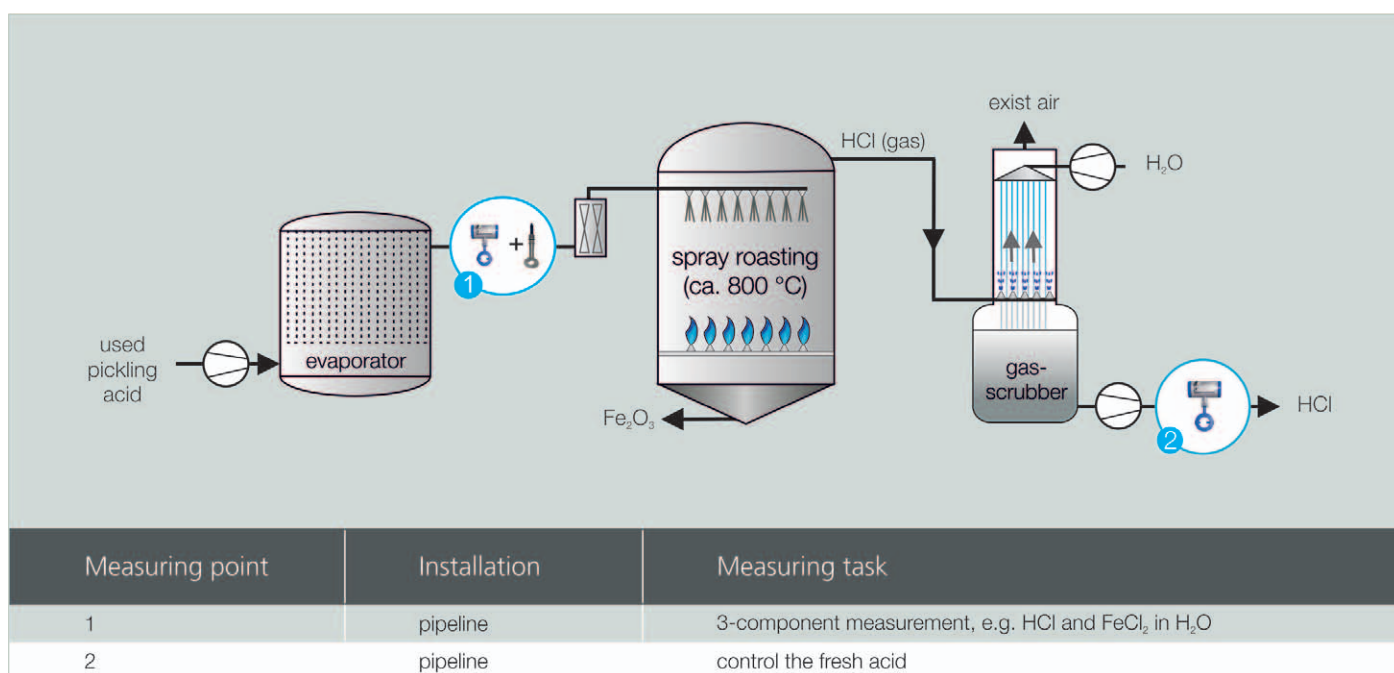 exist air
HCl (gas)
H₂O
spray roasting
(ca. 800 °C)
+
1
used
pickling
acid
evaporator
gas-
scrubber
Fe₂O₃
HCl
2
Measuring point Installation Measuring task
1 pipeline 3-component measurement, e.g. HCl and FeCl₂ in H₂O
2 pipeline control the fresh acid